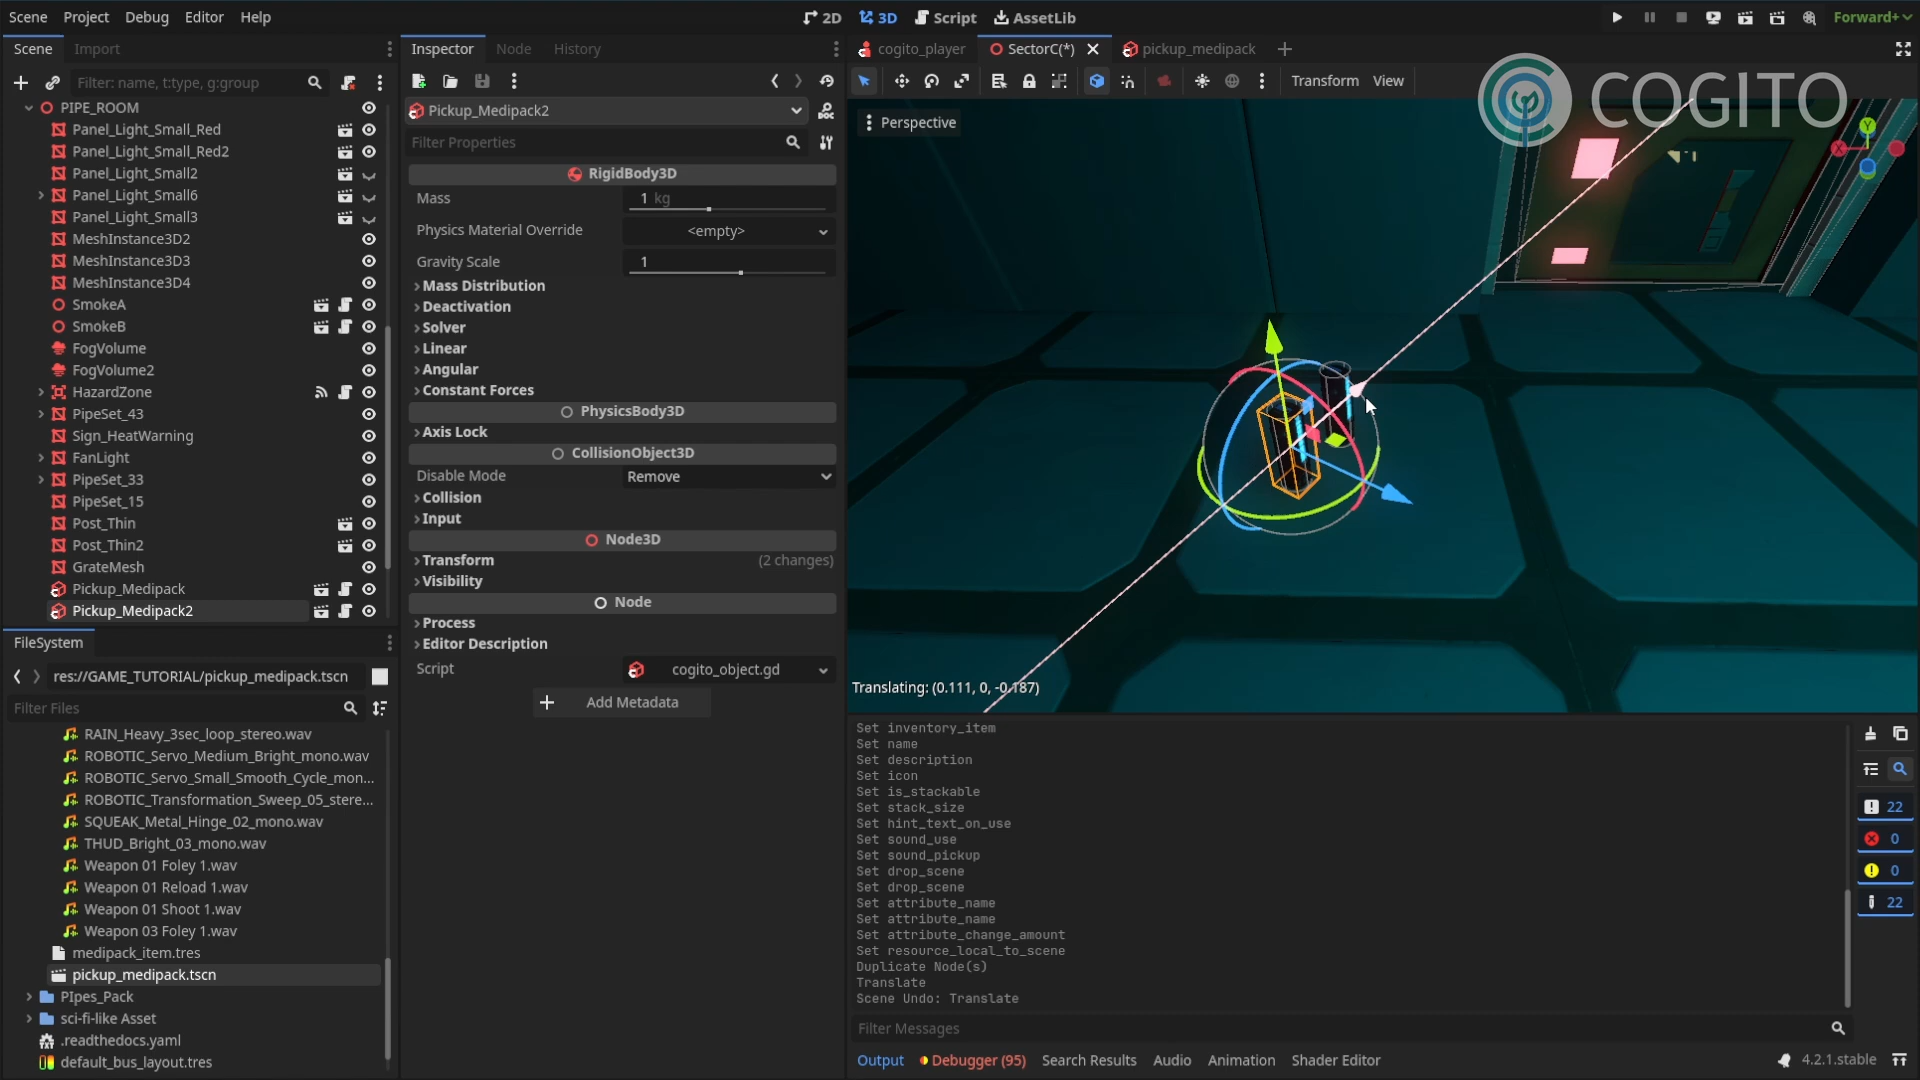 Scene Project Debug Editor Help
2D 3D Script AssetLib
Forward+
Scene Import
Filter: name, t:type, g:group
PIPE_ROOM
Panel_Light_Small_Red
Panel_Light_Small_Red2
Panel_Light_Small2
Panel_Light_Small6
Panel_Light_Small3
MeshInstance3D2
MeshInstance3D3
MeshInstance3D4
SmokeA
SmokeB
FogVolume
FogVolume2
HazardZone
PipeSet_43
Sign_HeatWarning
FanLight
PipeSet_33
PipeSet_15
Post_Thin
Post_Thin2
GrateMesh
Pickup_Medipack
Pickup_Medipack2
FileSystem
res://GAME_TUTORIAL/pickup_medipack.tscn
Filter Files
RAIN_Heavy_3sec_loop_stereo.wav
ROBOTIC_Servo_Medium_Bright_mono.wav
ROBOTIC_Servo_Small_Smooth_Cycle_mon...
ROBOTIC_Transformation_Sweep_05_stere...
SQUEAK_Metal_Hinge_02_mono.wav
THUD_Bright_03_mono.wav
Weapon 01 Foley 1.wav
Weapon 01 Reload 1.wav
Weapon 01 Shoot 1.wav
Weapon 03 Foley 1.wav
medipack_item.tres
pickup_medipack.tscn
PIpes_Pack
sci-fi-like Asset
.readthedocs.yaml
default_bus_layout.tres
Inspector Node History
Pickup_Medipack2
Filter Properties
RigidBody3D
Mass 1 kg
Physics Material Override <empty>
Gravity Scale 1
Mass Distribution
Deactivation
Solver
Linear
Angular
Constant Forces
PhysicsBody3D
Axis Lock
CollisionObject3D
Disable Mode Remove
Collision
Input
Node3D
Transform (2 changes)
Visibility
Node
Process
Editor Description
Script cogito_object.gd
Add Metadata
cogito_player SectorC(*) pickup_medipack
Transform View
COGITO
Perspective
Y
X
Translating: (0.111, 0, -0.187)
Set inventory_item
Set name
Set description
Set icon
Set is_stackable
Set stack_size
Set hint_text_on_use
Set sound_use
Set sound_pickup
Set drop_scene
Set drop_scene
Set attribute_name
Set attribute_name
Set attribute_change_amount
Set resource_local_to_scene
Duplicate Node(s)
Translate
Scene Undo: Translate
22
0
0
22
Filter Messages
Output Debugger (95) Search Results Audio Animation Shader Editor
4.2.1.stable